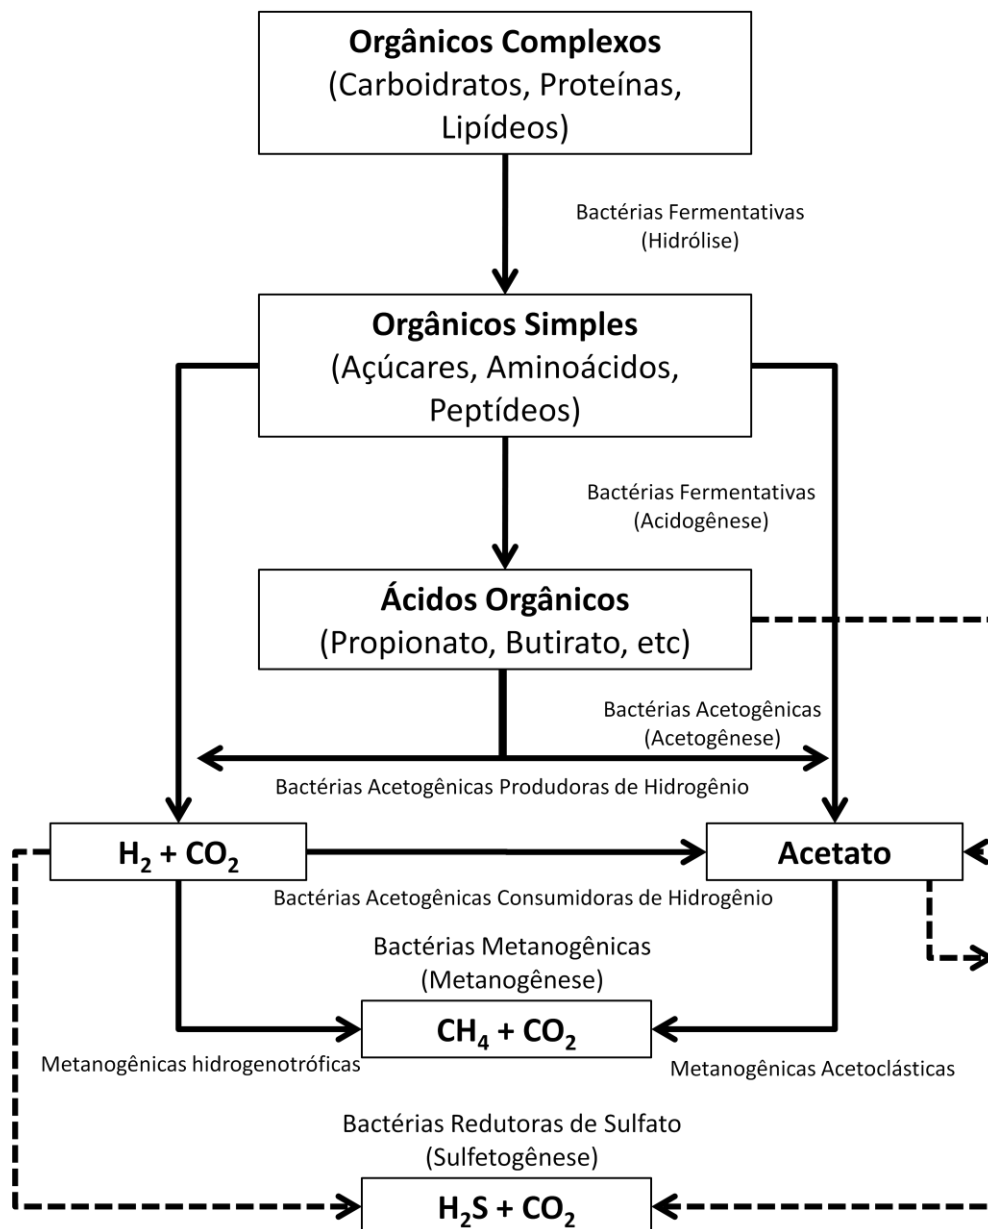 Orgânicos Complexos
(Carboidratos, Proteínas,
Lipídeos)
Bactérias Fermentativas
(Hidrólise)
Orgânicos Simples
(Açúcares, Aminoácidos,
Peptídeos)
Bactérias Fermentativas
(Acidogênese)
Ácidos Orgânicos
(Propionato, Butirato, etc)
Bactérias Acetogênicas
(Acetogênese)
Bactérias Acetogênicas Produdoras de Hidrogênio
H₂ + CO₂
Acetato
Bactérias Acetogênicas Consumidoras de Hidrogênio
Bactérias Metanogênicas
(Metanogênese)
CH₄ + CO₂
Metanogênicas hidrogenotróficas
Metanogênicas Acetoclásticas
Bactérias Redutoras de Sulfato
(Sulfetogênese)
H₂S + CO₂